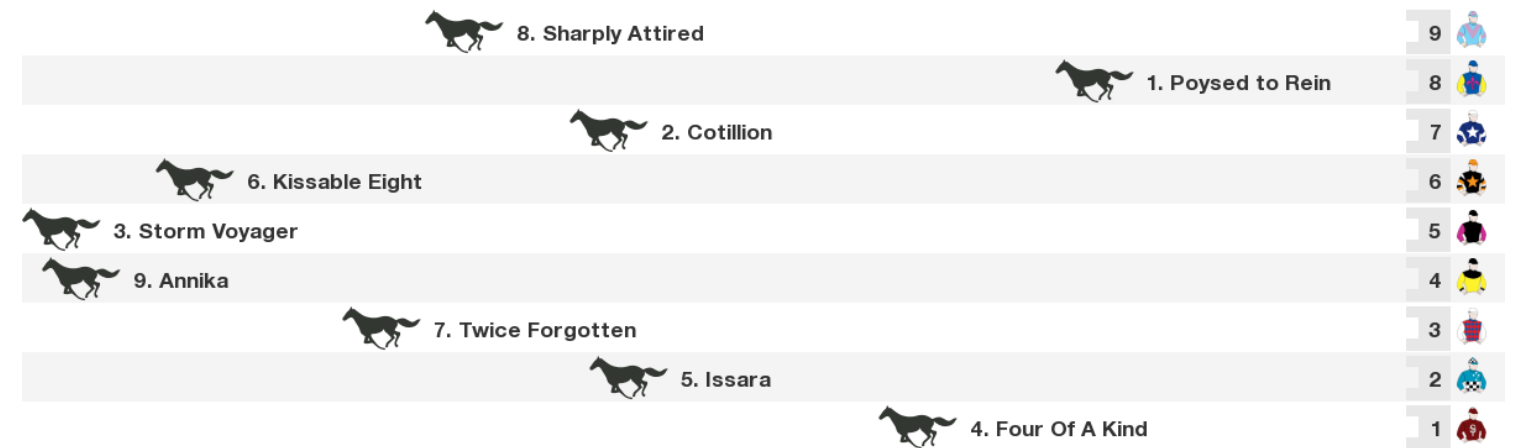 8. Sharply Attired 9
1. Poysed to Rein 8
2. Cotillion 7
6. Kissable Eight 6
3. Storm Voyager 5
9. Annika 4
7. Twice Forgotten 3
5. Issara 2
4. Four Of A Kind 1